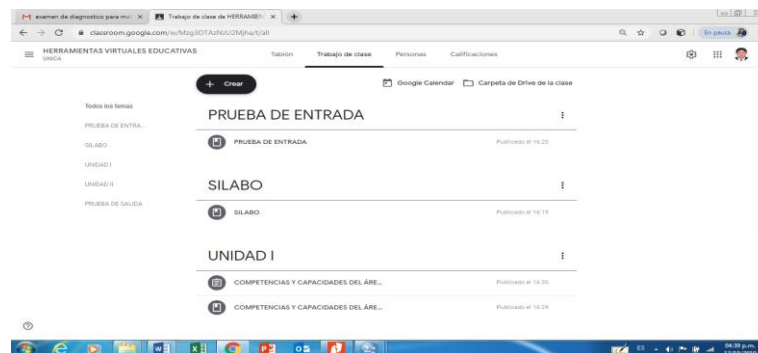 examen de diagnostico para ma
Trabajo de clase de HERRAMIEN
classroom.google.com/w/Mzg3OTAzNzU2Mjha/t/all
En pausa
HERRAMIENTAS VIRTUALES EDUCATIVAS
UNICA
Tablón
Trabajo de clase
Personas
Calificaciones
+ Crear
Google Calendar
Carpeta de Drive de la clase
Todos los temas
PRUEBA DE ENTRA...
SILABO
UNIDAD I
UNIDAD II
PRUEBA DE SALIDA
PRUEBA DE ENTRADA
PRUEBA DE ENTRADA
Publicado el 16:20
SILABO
SILABO
Publicado el 16:19
UNIDAD I
COMPETENCIAS Y CAPACIDADES DEL ÁRE...
Publicado el 16:30
COMPETENCIAS Y CAPACIDADES DEL ÁRE...
Publicado el 16:29
ES
06:39 p.m.